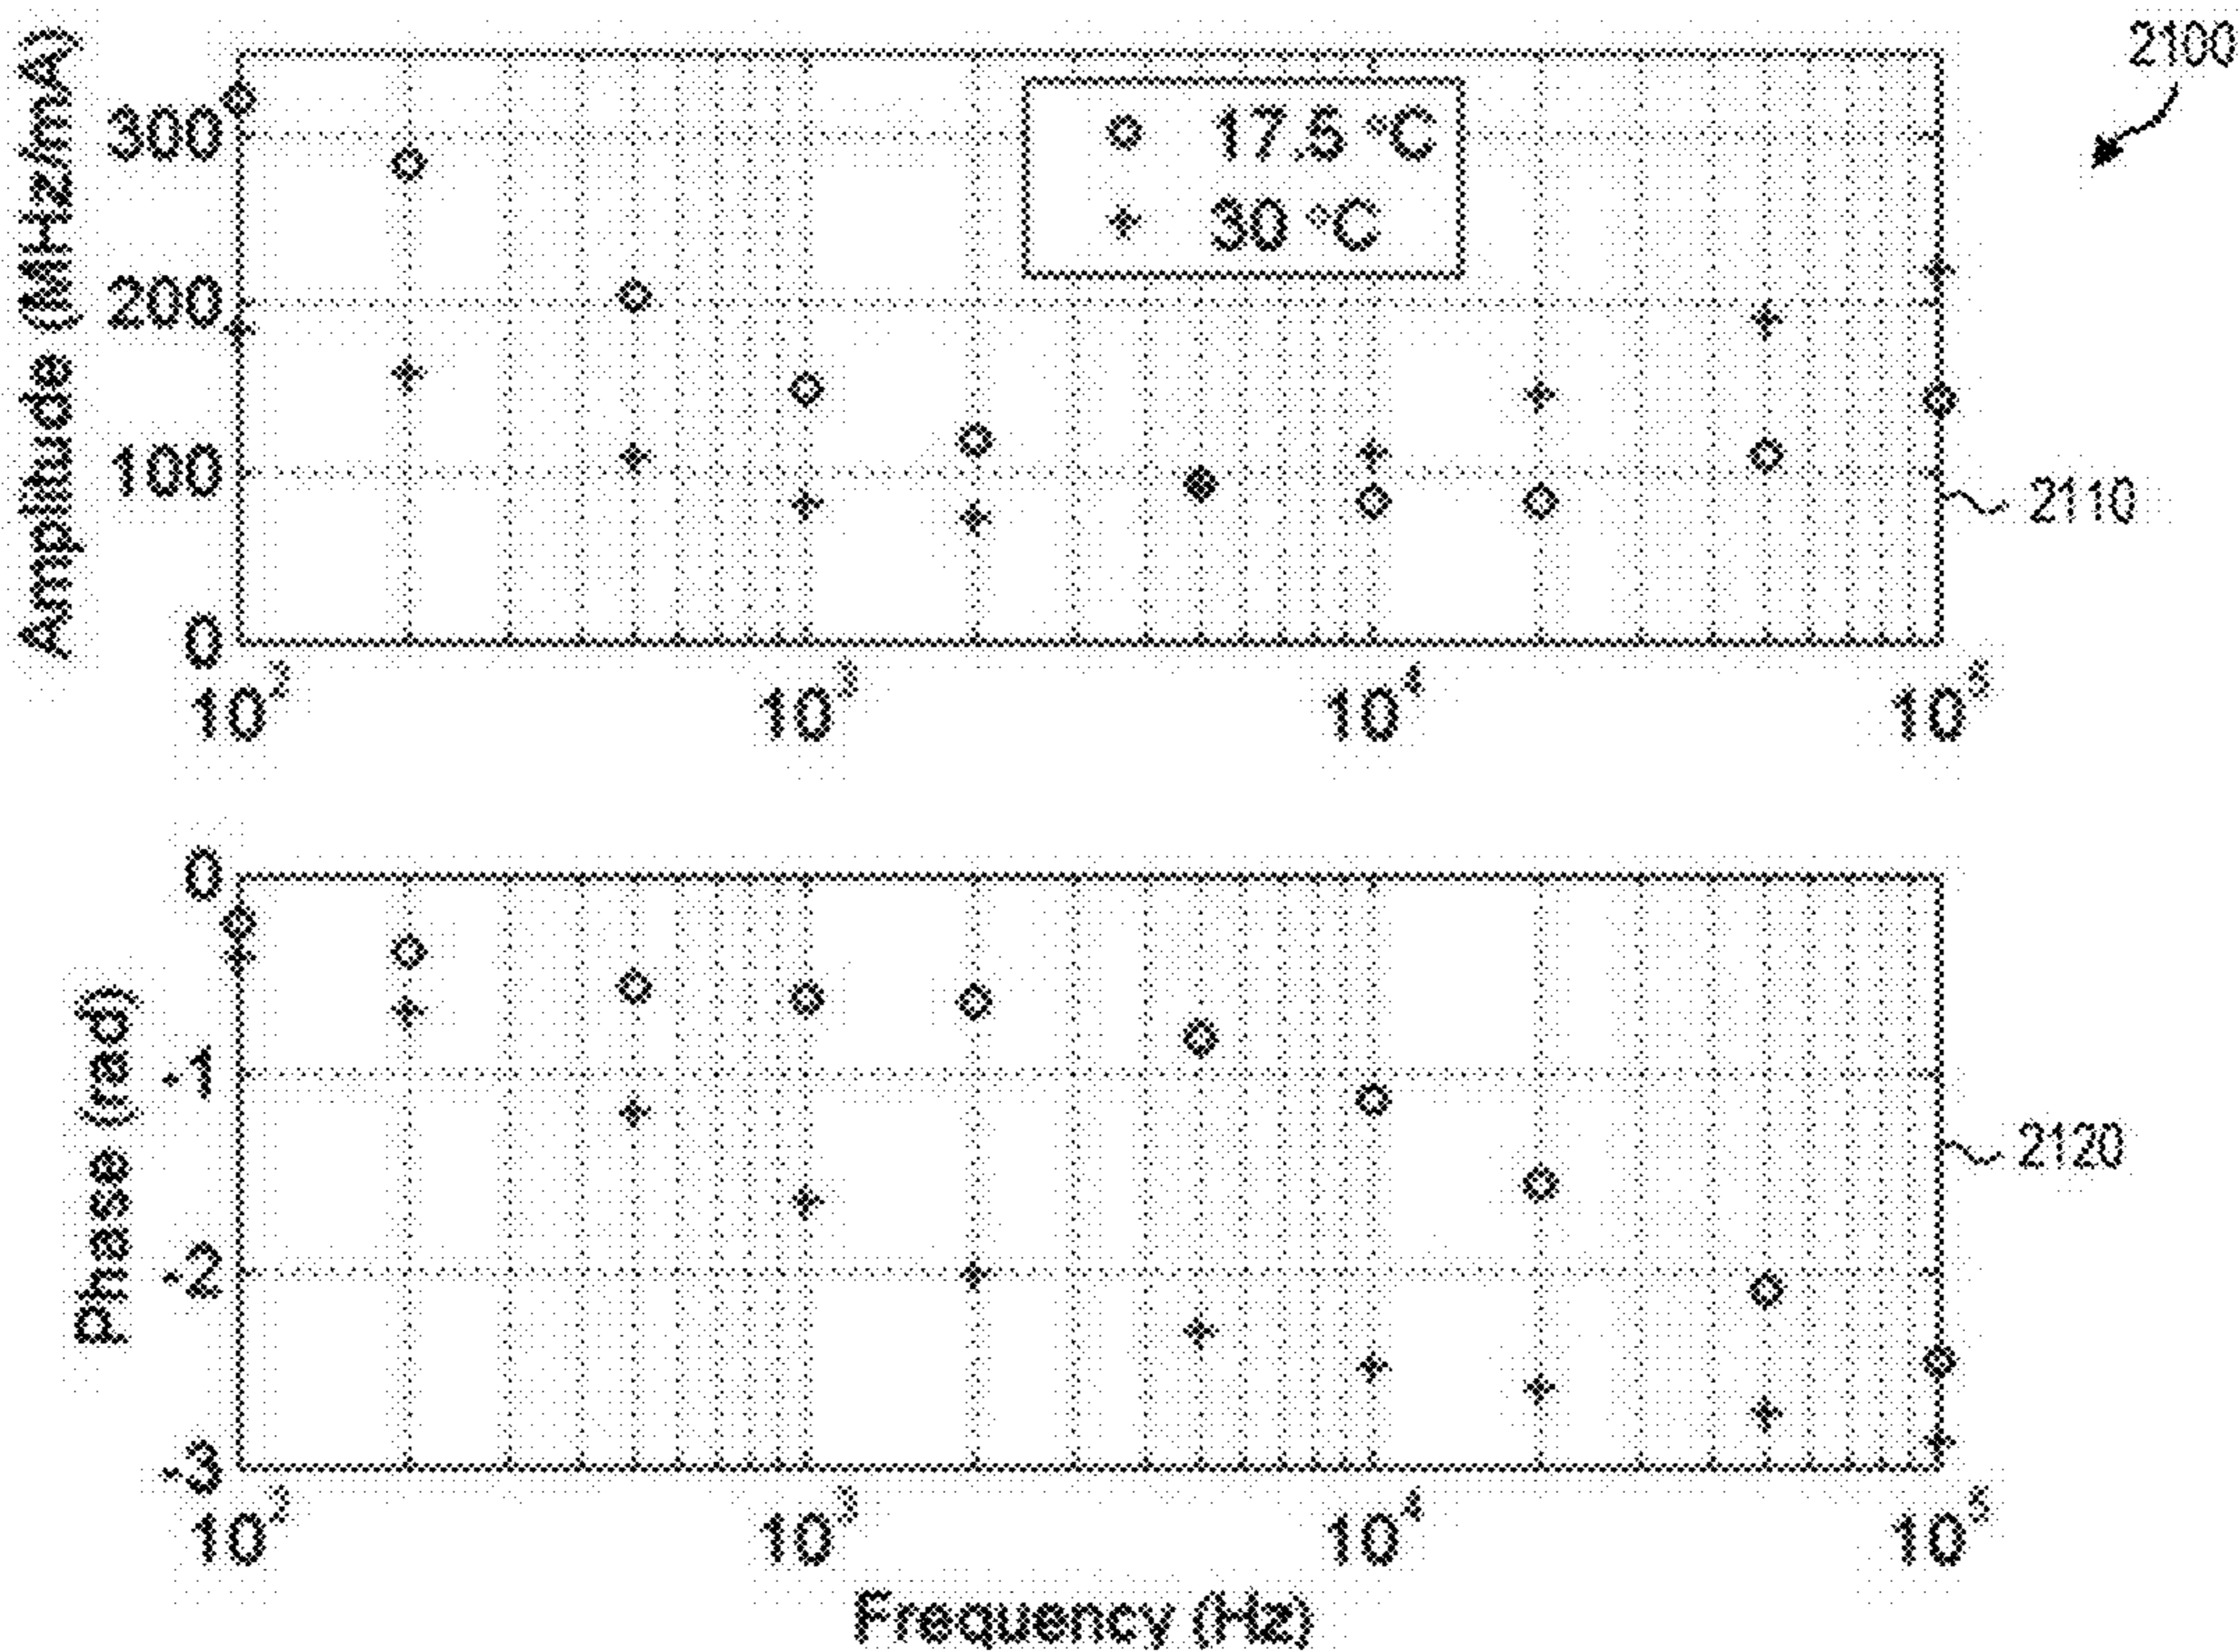 2100
Amplitude (MHz/mA)
300
200
100
0
17.5 °C
30 °C
2110
10² 10³ 10⁴ 10⁵
Phase (rad)
0
-1
-2
-3
2120
10² 10³ 10⁴ 10⁵
Frequency (Hz)